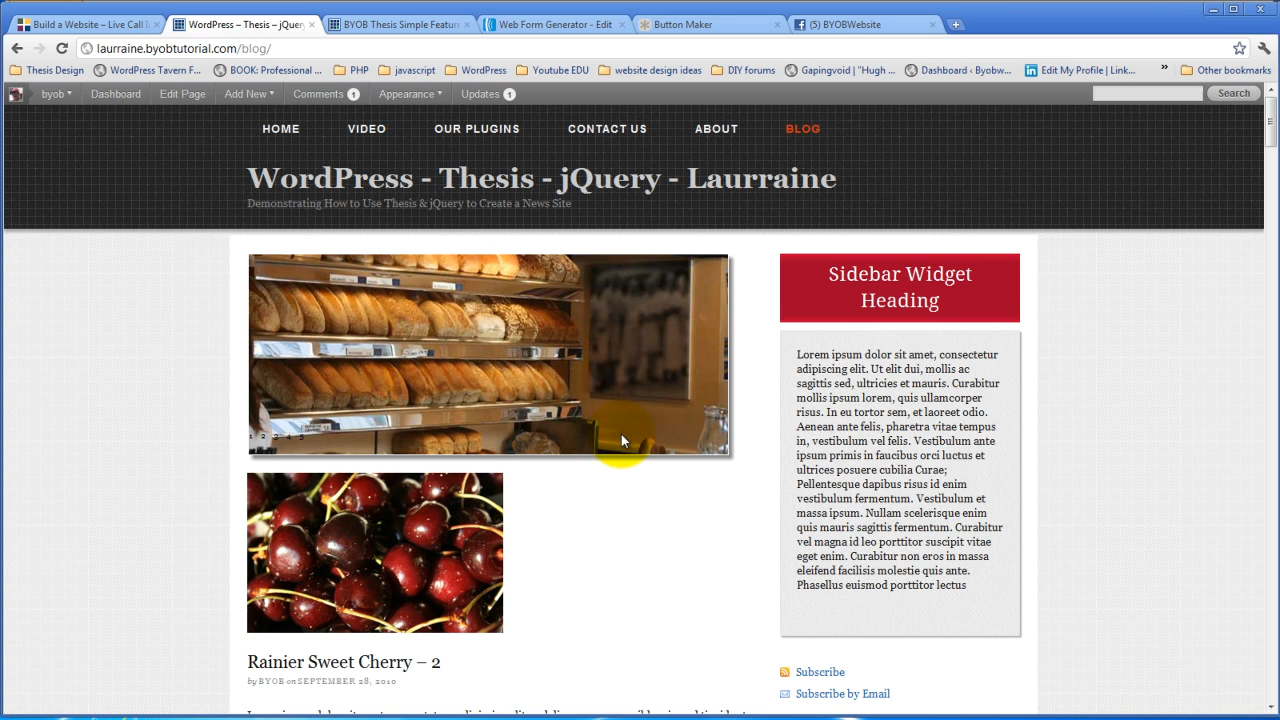 Build a Website – Live Call I
WordPress – Thesis – jQuery
BYOB Thesis Simple Feature
Web Form Generator - Edit
Button Maker
(5) BYOBWebsite
laurraine.byobtutorial.com/blog/
Thesis Design
WordPress Tavern F...
BOOK: Professional ...
PHP
javascript
WordPress
Youtube EDU
website design ideas
DIY forums
Gapingvoid | "Hugh ...
Dashboard ‹ Byobw...
Edit My Profile | Link...
»
Other bookmarks
byob
Dashboard
Edit Page
Add New
Comments 1
Appearance
Updates 1
Search
HOME
VIDEO
OUR PLUGINS
CONTACT US
ABOUT
BLOG
WordPress - Thesis - jQuery - Laurraine
Demonstrating How to Use Thesis & jQuery to Create a News Site
1 2 3 4 5
Sidebar Widget
Heading
Lorem ipsum dolor sit amet, consectetur
adipiscing elit. Ut elit dui, mollis ac
sagittis sed, ultricies et mauris. Curabitur
mollis ipsum lorem, quis ullamcorper
risus. In eu tortor sem, et laoreet odio.
Aenean ante felis, pharetra vitae tempus
in, vestibulum vel felis. Vestibulum ante
ipsum primis in faucibus orci luctus et
ultrices posuere cubilia Curae;
Pellentesque dapibus risus id enim
vestibulum fermentum. Vestibulum et
massa ipsum. Nullam scelerisque enim
quis mauris sagittis fermentum. Curabitur
vel magna id leo porttitor suscipit vitae
eget enim. Curabitur non eros in massa
eleifend facilisis molestie quis ante.
Phasellus euismod porttitor lectus
Rainier Sweet Cherry – 2
by BYOB on SEPTEMBER 28, 2010
Subscribe
Subscribe by Email